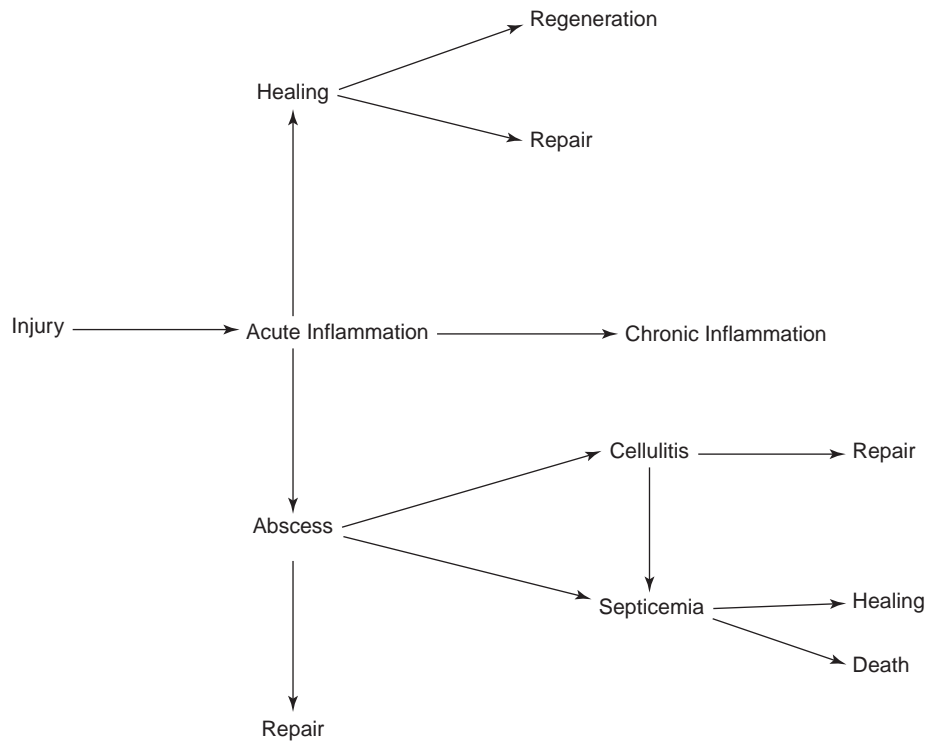 Regeneration
Healing
Repair
Injury
Acute Inflammation
Chronic Inflammation
Cellulitis
Repair
Abscess
Septicemia
Healing
Death
Repair